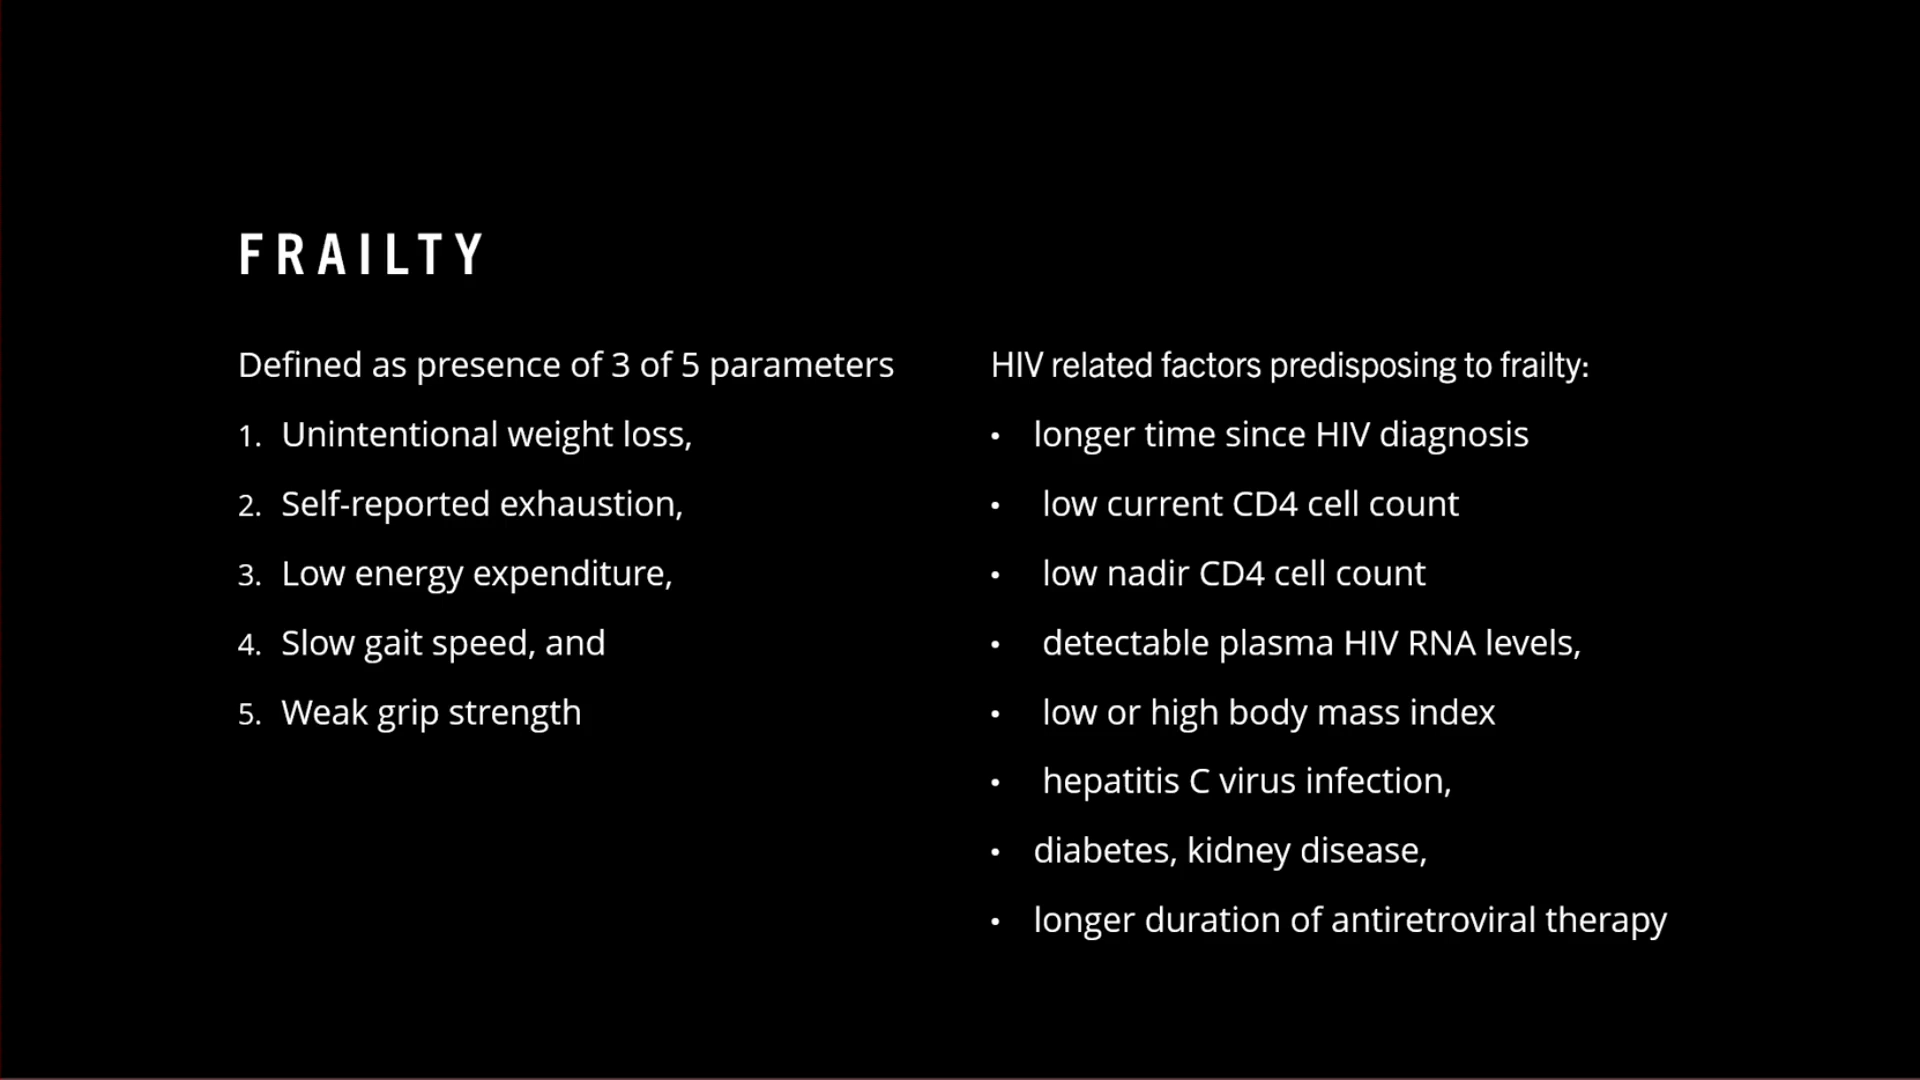 FRAILTY
Defined as presence of 3 of 5 parameters
1. Unintentional weight loss,
2. Self-reported exhaustion,
3. Low energy expenditure,
4. Slow gait speed, and
5. Weak grip strength
HIV related factors predisposing to frailty:
• longer time since HIV diagnosis
• low current CD4 cell count
• low nadir CD4 cell count
• detectable plasma HIV RNA levels,
• low or high body mass index
• hepatitis C virus infection,
• diabetes, kidney disease,
• longer duration of antiretroviral therapy